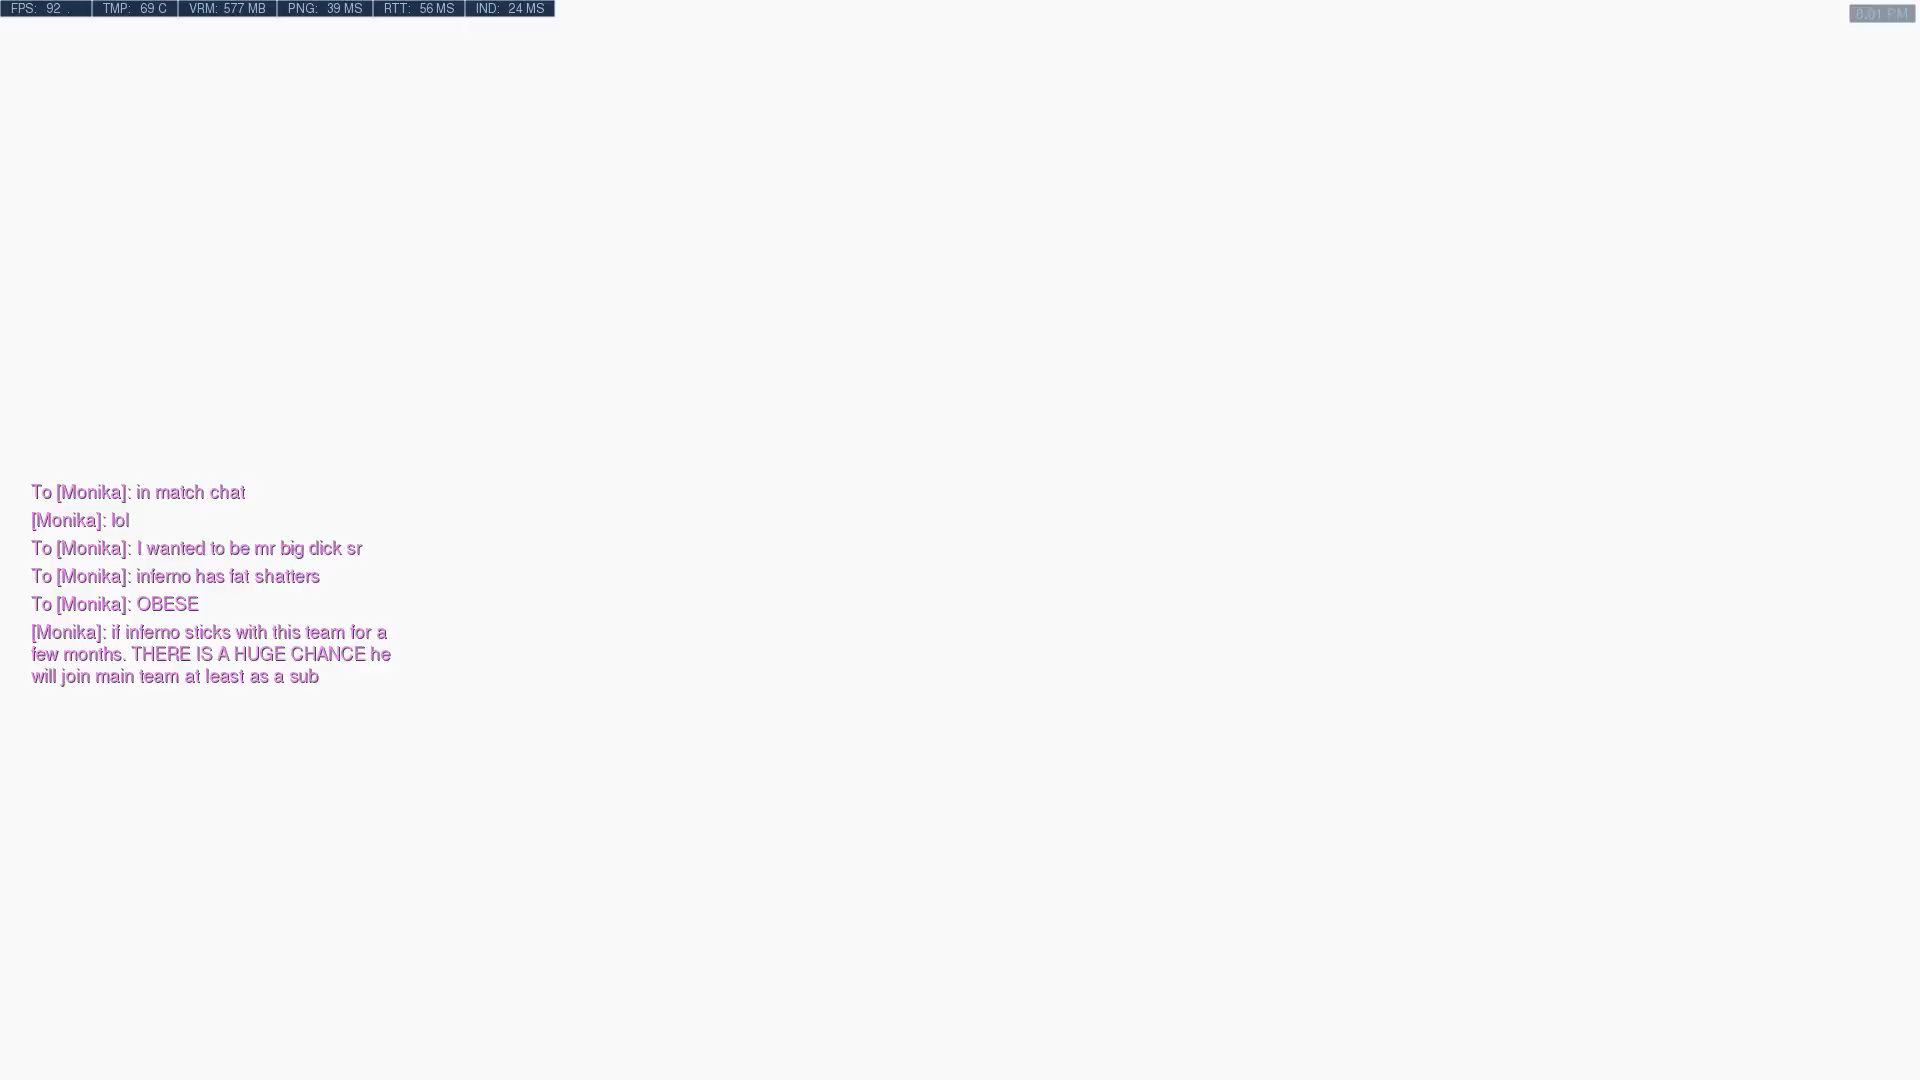 FPS: 92 . TMP: 69 C VRM: 577 MB PNG: 39 MS RTT: 56 MS IND: 24 MS
8:01 PM
To [Monika]: in match chat
[Monika]: lol
To [Monika]: I wanted to be mr big dick sr
To [Monika]: inferno has fat shatters
To [Monika]: OBESE
[Monika]: if inferno sticks with this team for a
few months. THERE IS A HUGE CHANCE he
will join main team at least as a sub